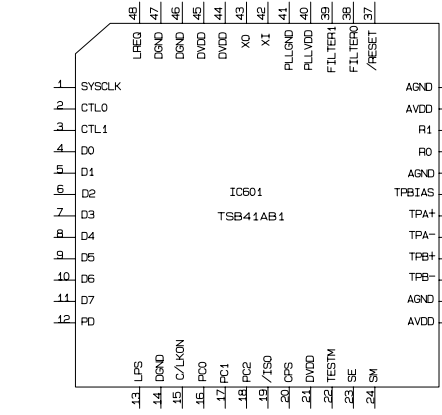 48 47 46 45 44 43 42 41 40 39 38 37
LREQ DGND DGND DVDD DVDD XO XI PLLGND PLLVDD FILTER1 FILTER0 /RESET
1 SYSCLK AGND
2 CTL0 AVDD
3 CTL1 R1
4 D0 R0
5 D1 AGND
6 D2 IC601 TPBIAS
7 D3 TSB41AB1 TPA+
8 D4 TPA-
9 D5 TPB+
10 D6 TPB-
11 D7 AGND
12 PD AVDD
LPS DGND C/LKON PC0 PC1 PC2 /ISO CPS DVDD TESTM SE SM
13 14 15 16 17 18 19 20 21 22 23 24